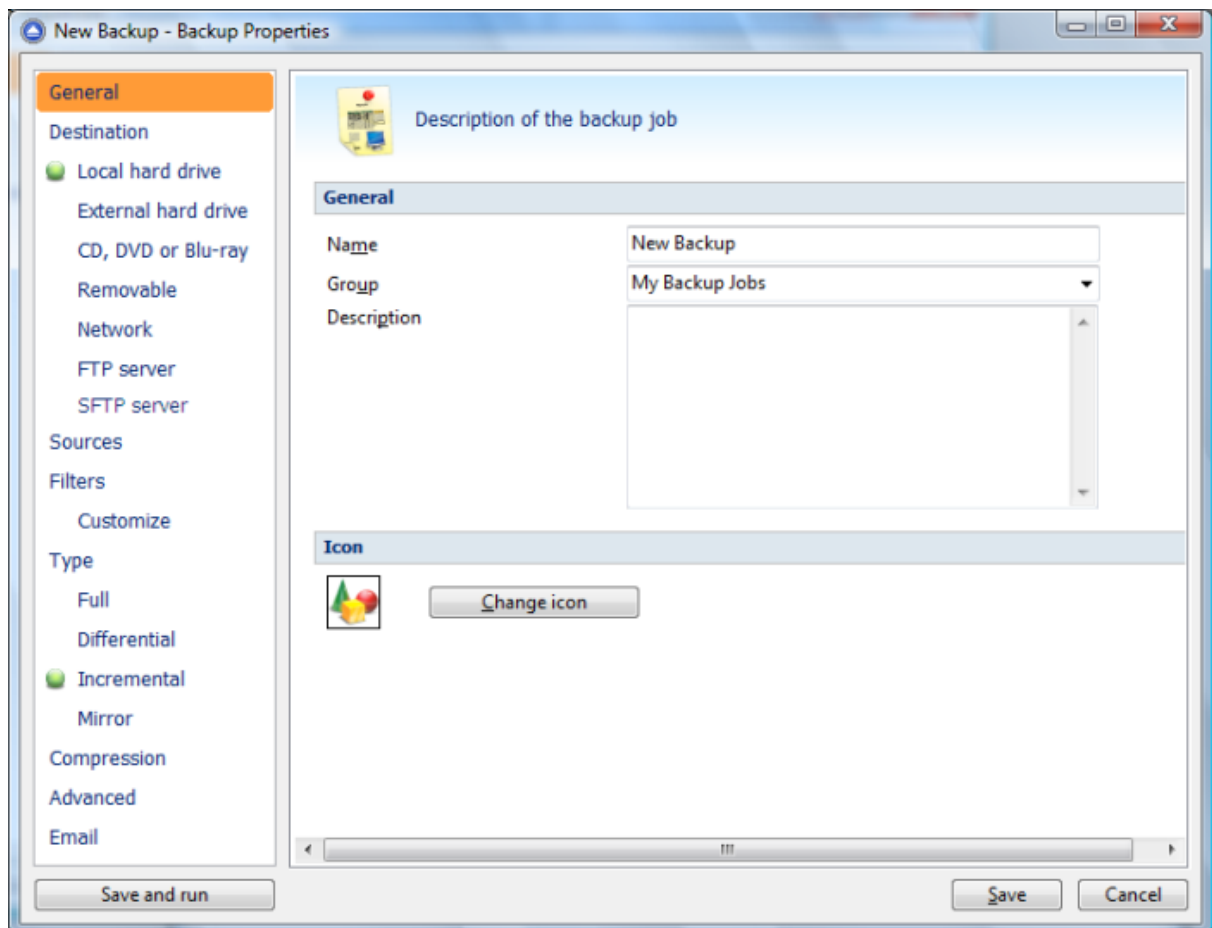 New Backup - Backup Properties
General
Destination
Local hard drive
External hard drive
CD, DVD or Blu-ray
Removable
Network
FTP server
SFTP server
Sources
Filters
Customize
Type
Full
Differential
Incremental
Mirror
Compression
Advanced
Email
Description of the backup job
General
Name New Backup
Group My Backup Jobs
Description
Icon
Change icon
Save and run
Save Cancel